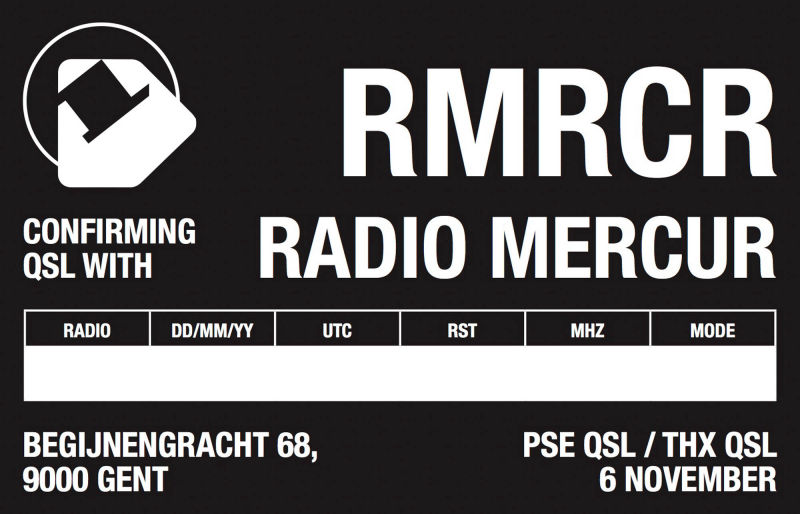 RMRCR
CONFIRMING
QSL WITH
RADIO MERCUR
RADIO DD/MM/YY UTC RST MHZ MODE
BEGIJNENGRACHT 68,
9000 GENT
PSE QSL / THX QSL
6 NOVEMBER